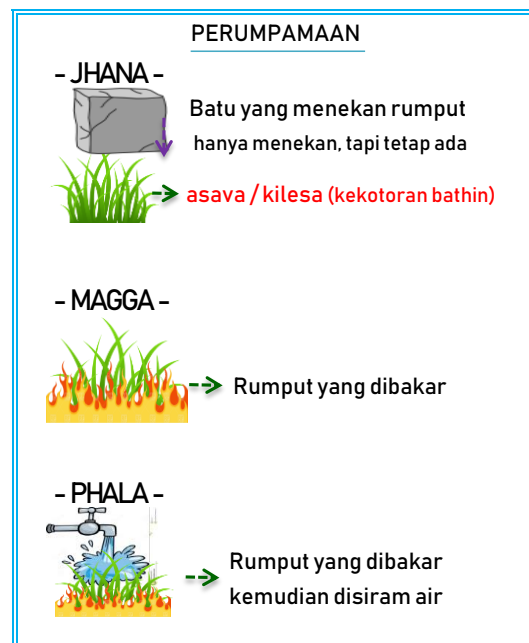 PERUMPAMAAN
- JHANA -
Batu yang menekan rumput
hanya menekan, tapi tetap ada
asava / kilesa (kekotoran bathin)
- MAGGA -
Rumput yang dibakar
- PHALA -
Rumput yang dibakar
kemudian disiram air